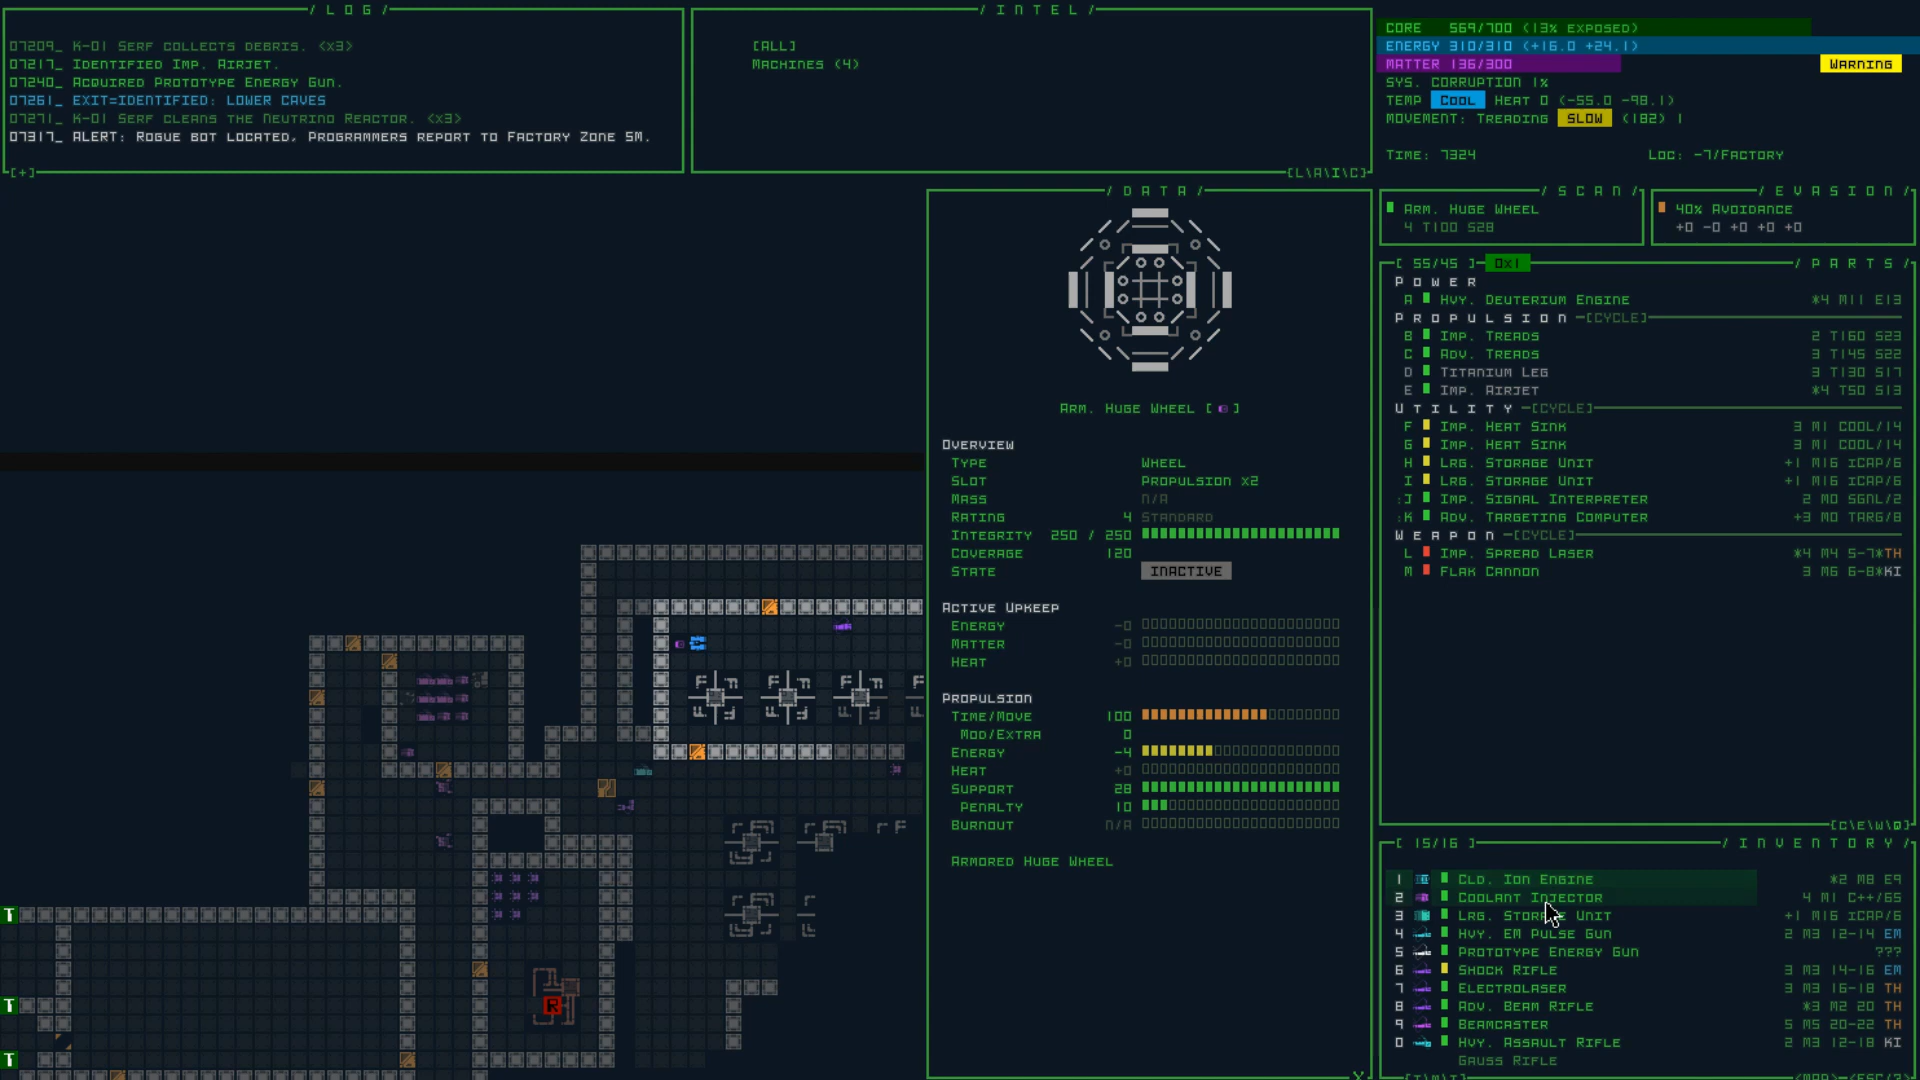 / LOG /
07209_ K-01 Serf collects debris. <x3>
07217_ Identified Imp. Airjet.
07240_ Acquired Prototype Energy Gun.
07261_ EXIT=IDENTIFIED: LOWER CAVES
07271_ K-01 Serf cleans the Neutrino Reactor. <x3>
07317_ ALERT: Rogue bot located, Programmers report to Factory Zone 5M.
[+]
/ INTEL /
[ALL]
Machines (4)
[L\A\I\C]
CORE 569/700 (13% EXPOSED)
ENERGY 310/310 (+16.0 +24.1)
MATTER 136/300
WARNING
SYS. CORRUPTION 1%
TEMP COOL HEAT 0 (-55.0 -98.1)
MOVEMENT: TREADING SLOW (182) 1
TIME: 7324
LOC: -7/FACTORY
/ SCAN /
Arm. Huge Wheel
4 T100 S28
/ EVASION /
40% Avoidance
+0 -0 +0 +0 +0
/ DATA /
Arm. Huge Wheel [ ]
Overview
Type Wheel
Slot Propulsion x2
Mass N/A
Rating 4 Standard
Integrity 250 / 250
Coverage 120
State INACTIVE
Active Upkeep
Energy -0
Matter -0
Heat +0
Propulsion
Time/Move 100
Mod/Extra 0
Energy -4
Heat +0
Support 28
Penalty 10
Burnout N/A
Armored Huge Wheel
X
[ 55/45 ] 0x1 / PARTS /
Power
A Hvy. Deuterium Engine *4 M11 E13
Propulsion [CYCLE]
B Imp. Treads 2 T160 S23
C Adv. Treads 3 T145 S22
D Titanium Leg 3 T130 S17
E Imp. Airjet *4 T50 S13
Utility [CYCLE]
F Imp. Heat Sink 3 M1 COOL/14
G Imp. Heat Sink 3 M1 COOL/14
H Lrg. Storage Unit +1 M16 iCAP/6
I Lrg. Storage Unit +1 M16 iCAP/6
:J Imp. Signal Interpreter 2 M0 SGNL/2
:K Adv. Targeting Computer +3 M0 TARG/8
Weapon [CYCLE]
L Imp. Spread Laser *4 M4 5-7*TH
M Flak Cannon 3 M6 6-8*KI
[C\E\W\Q]
[ 15/16 ] / INVENTORY /
1 Cld. Ion Engine *2 M8 E9
2 Coolant Injector 4 M1 C++/65
3 Lrg. Storage Unit +1 M16 iCAP/6
4 Hvy. EM Pulse Gun 2 M3 12-14 EM
5 Prototype Energy Gun ???
6 Shock Rifle 3 M3 14-16 EM
7 Electrolaser 3 M3 16-18 TH
8 Adv. Beam Rifle *3 M2 20 TH
9 Beamcaster 5 M5 20-22 TH
0 Hvy. Assault Rifle 2 M3 12-18 KI
Gauss Rifle
[T\M\I]
<MAP> <ESC/?>
T
T
T
R